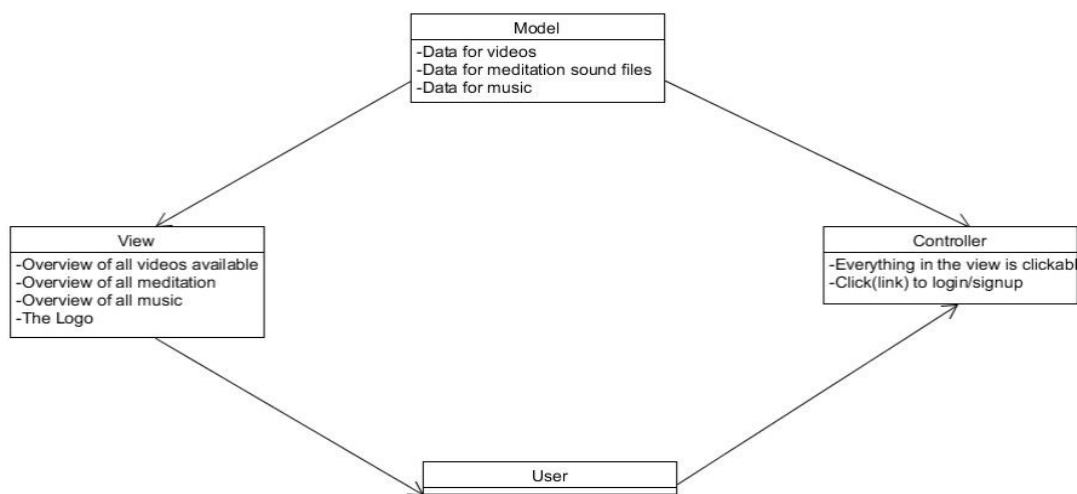 Model
-Data for videos
-Data for meditation sound files
-Data for music
View
-Overview of all videos available
-Overview of all meditation
-Overview of all music
-The Logo
Controller
-Everything in the view is clickabl
-Click(link) to login/signup
User